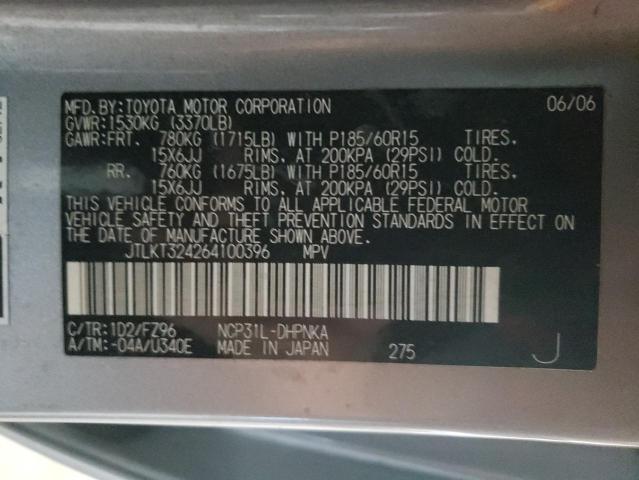 MFD.BY:TOYOTA MOTOR CORPORATION 06/06
GVWR:1530KG (3370LB)
GAWR:FRT. 780KG (1715LB) WITH P185/60R15 TIRES.
15X6JJ RIMS, AT 200KPA (29PSI) COLD.
RR. 760KG (1675LB) WITH P185/60R15 TIRES.
15X6JJ RIMS, AT 200KPA (29PSI) COLD.
THIS VEHICLE CONFORMS TO ALL APPLICABLE FEDERAL MOTOR
VEHICLE SAFETY AND THEFT PREVENTION STANDARDS IN EFFECT ON
THE DATE OF MANUFACTURE SHOWN ABOVE.
JTLKT324264100396 MPV
C/TR:1D2/FZ96 NCP31L-DHPNKA
A/TM:-04A/U340E MADE IN JAPAN 275 J